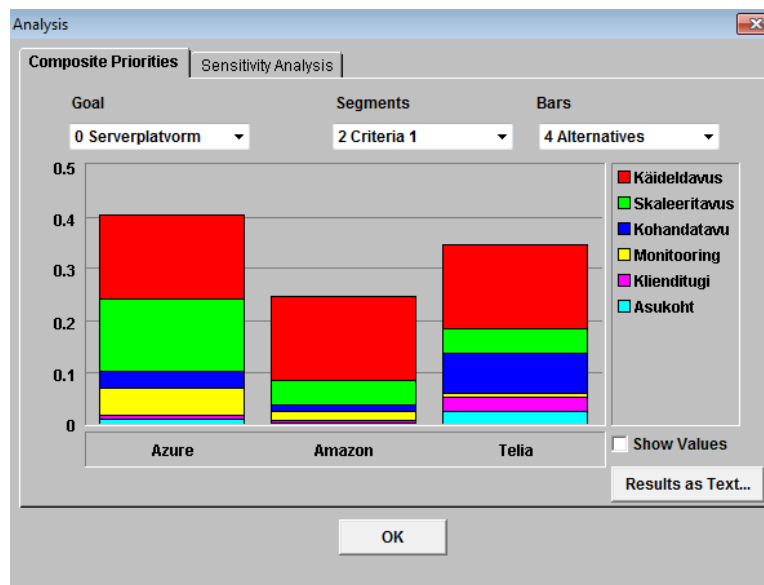 Analysis
Composite Priorities
Sensitivity Analysis
Goal
Segments
Bars
0 Serverplatvorm
2 Criteria 1
4 Alternatives
0.5
0.4
0.3
0.2
0.1
0
Käideldavus
Skaleeritavus
Kohandatavu
Monitooring
Klienditugi
Asukoht
Azure
Amazon
Telia
Show Values
Results as Text...
OK